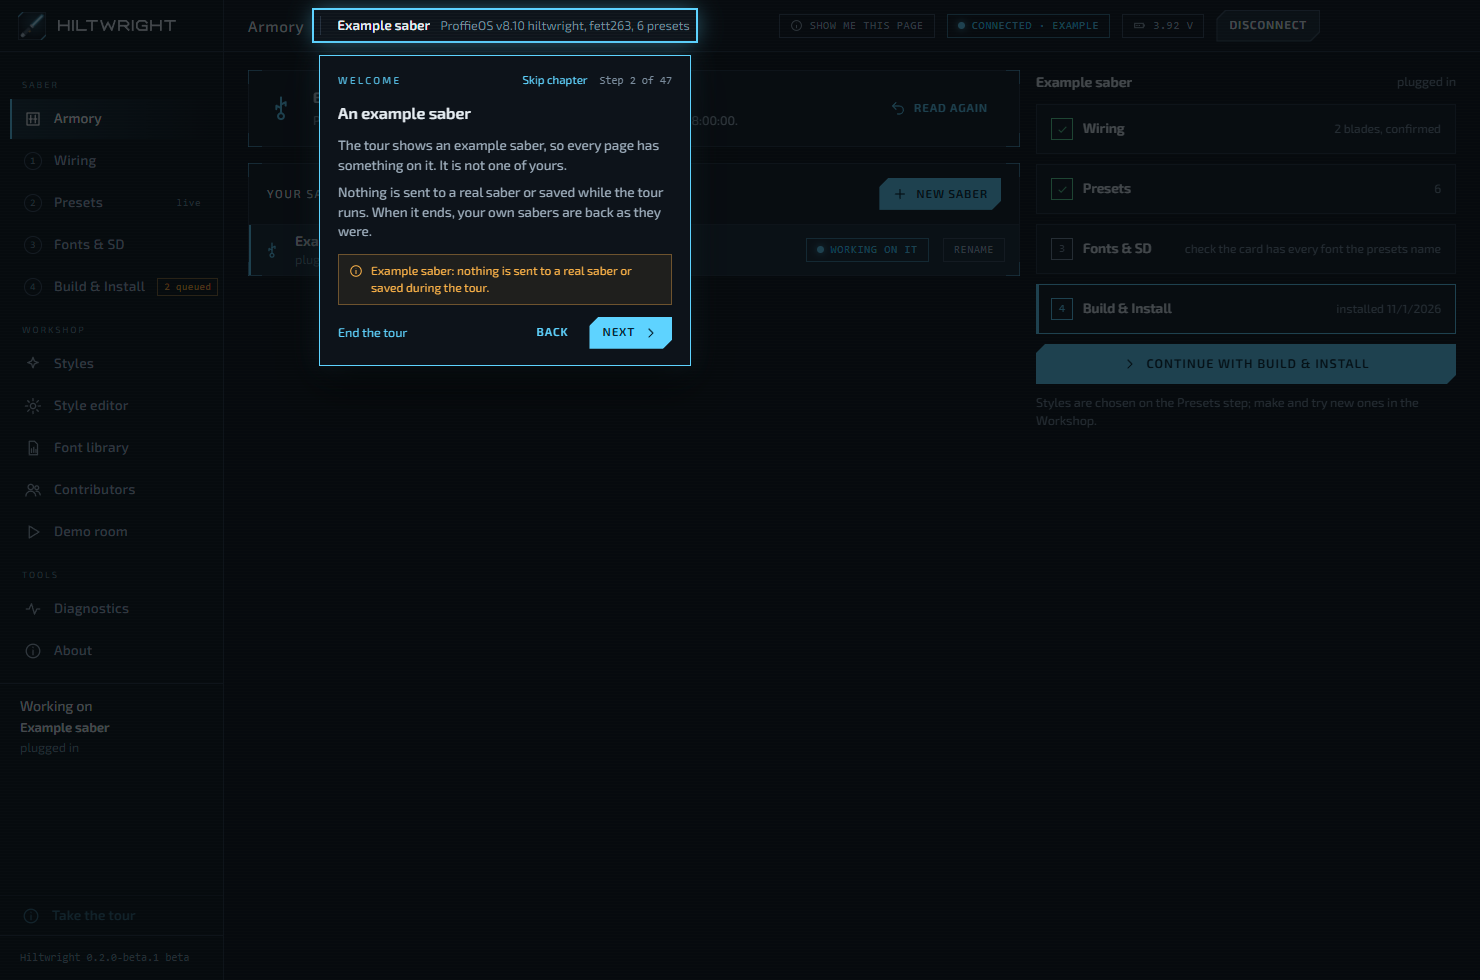 HILTWRIGHT
Armory
Example saber ProffieOS v8.10 hiltwright, fett263, 6 presets
SHOW ME THIS PAGE
CONNECTED · EXAMPLE
3.92 V
DISCONNECT
SABER
Armory
1 Wiring
2 Presets live
3 Fonts & SD
4 Build & Install 2 queued
WORKSHOP
Styles
Style editor
Font library
Contributors
Demo room
TOOLS
Diagnostics
About
Working on
Example saber
plugged in
Take the tour
Hiltwright 0.2.0-beta.1 beta
WELCOME
Skip chapter Step 2 of 47
An example saber
The tour shows an example saber, so every page has
something on it. It is not one of yours.
Nothing is sent to a real saber or saved while the tour
runs. When it ends, your own sabers are back as they
were.
Example saber: nothing is sent to a real saber or
saved during the tour.
End the tour BACK NEXT
8:00:00.
READ AGAIN
YOUR SA
NEW SABER
Exa
plug
WORKING ON IT
RENAME
Example saber plugged in
Wiring 2 blades, confirmed
Presets 6
3 Fonts & SD check the card has every font the presets name
4 Build & Install installed 11/1/2026
CONTINUE WITH BUILD & INSTALL
Styles are chosen on the Presets step; make and try new ones in the
Workshop.